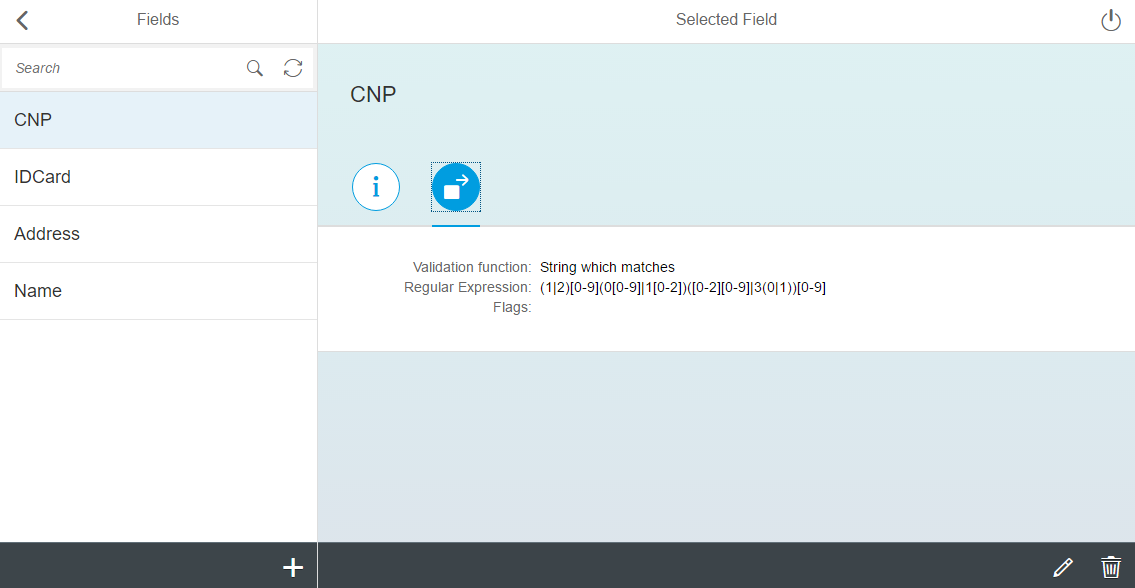 Fields
Selected Field
Search
CNP
IDCard
Address
Name
CNP
i
Validation function: String which matches
Regular Expression: (1|2)[0-9](0[0-9]|1[0-2])([0-2][0-9]|3(0|1))[0-9]
Flags: